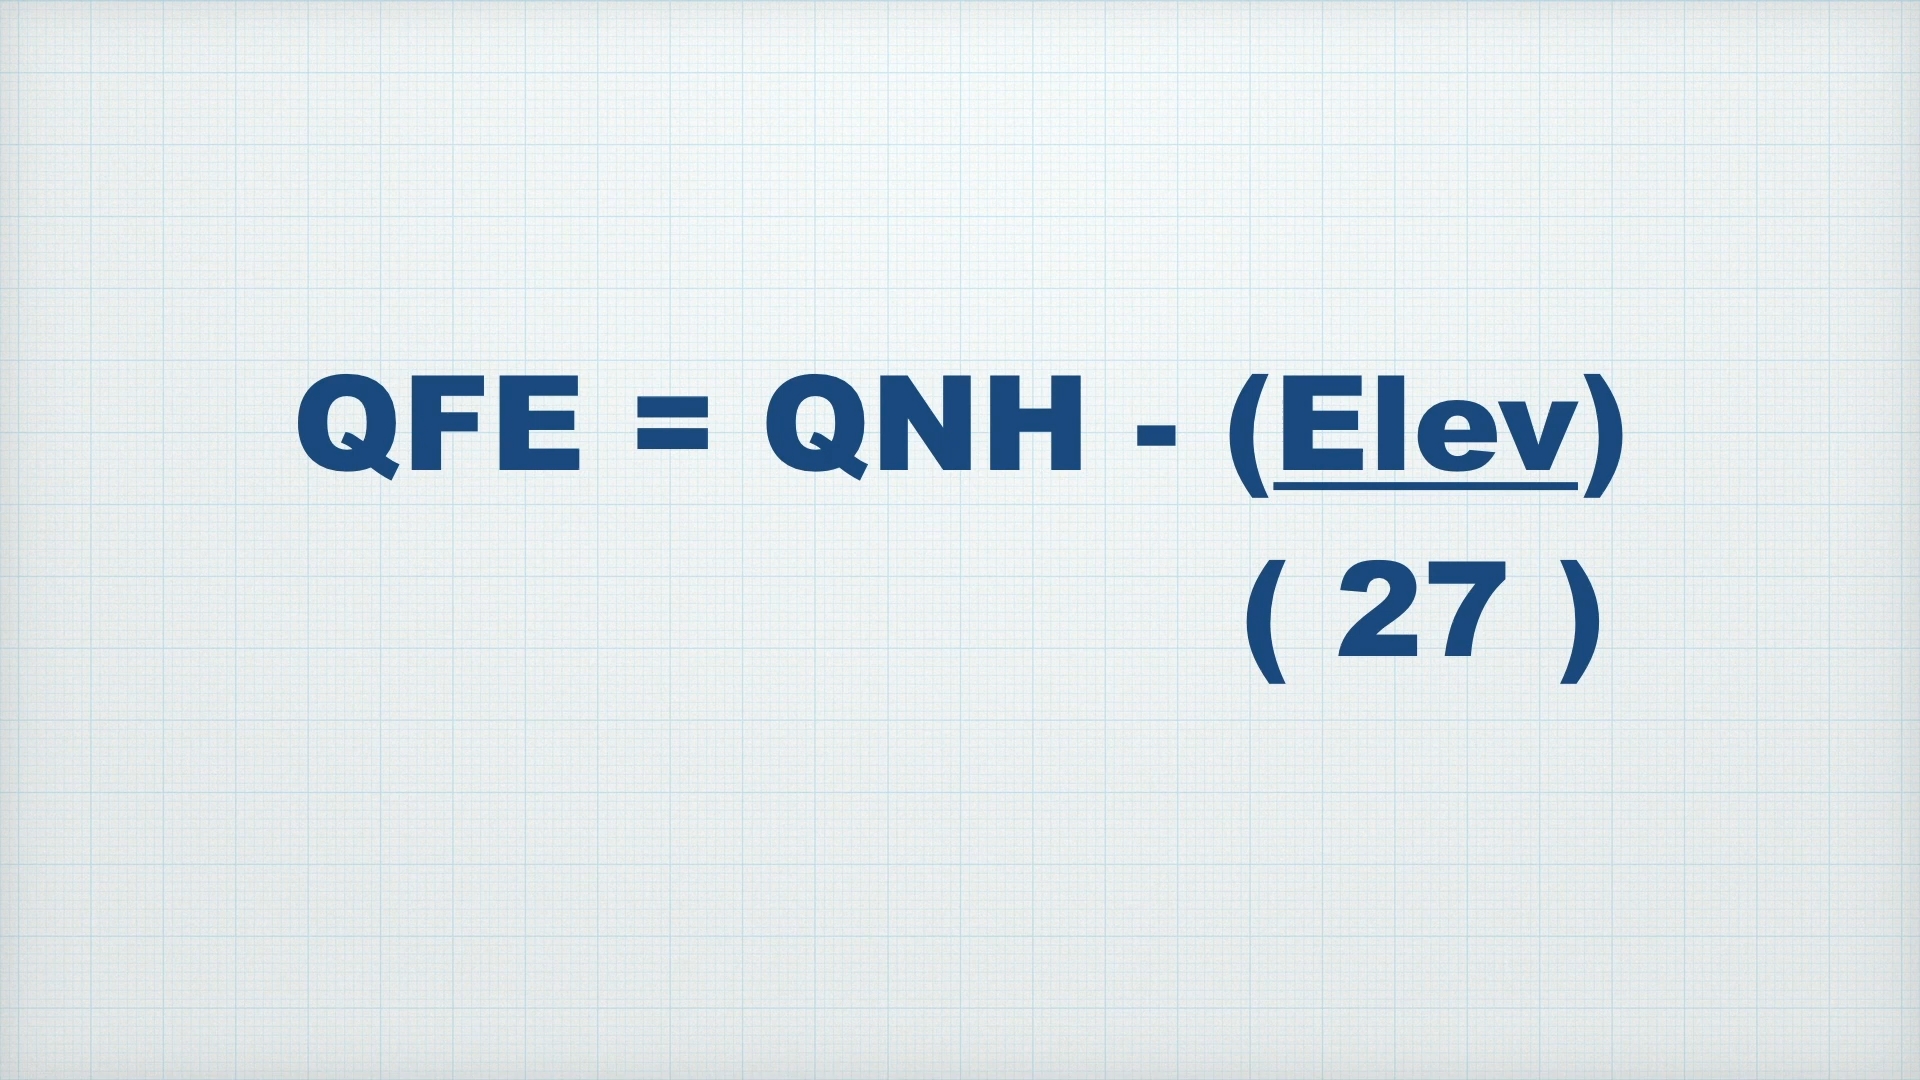 QFE = QNH - (Elev)
( 27 )